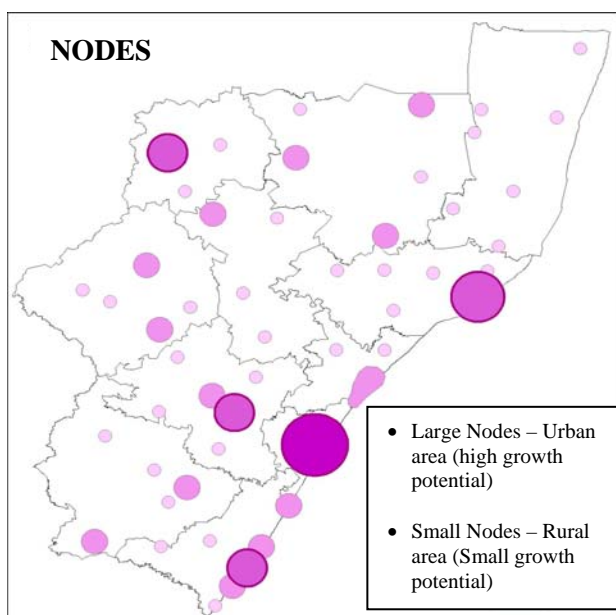 NODES
• Large Nodes – Urban
area (high growth
potential)
• Small Nodes – Rural
area (Small growth
potential)